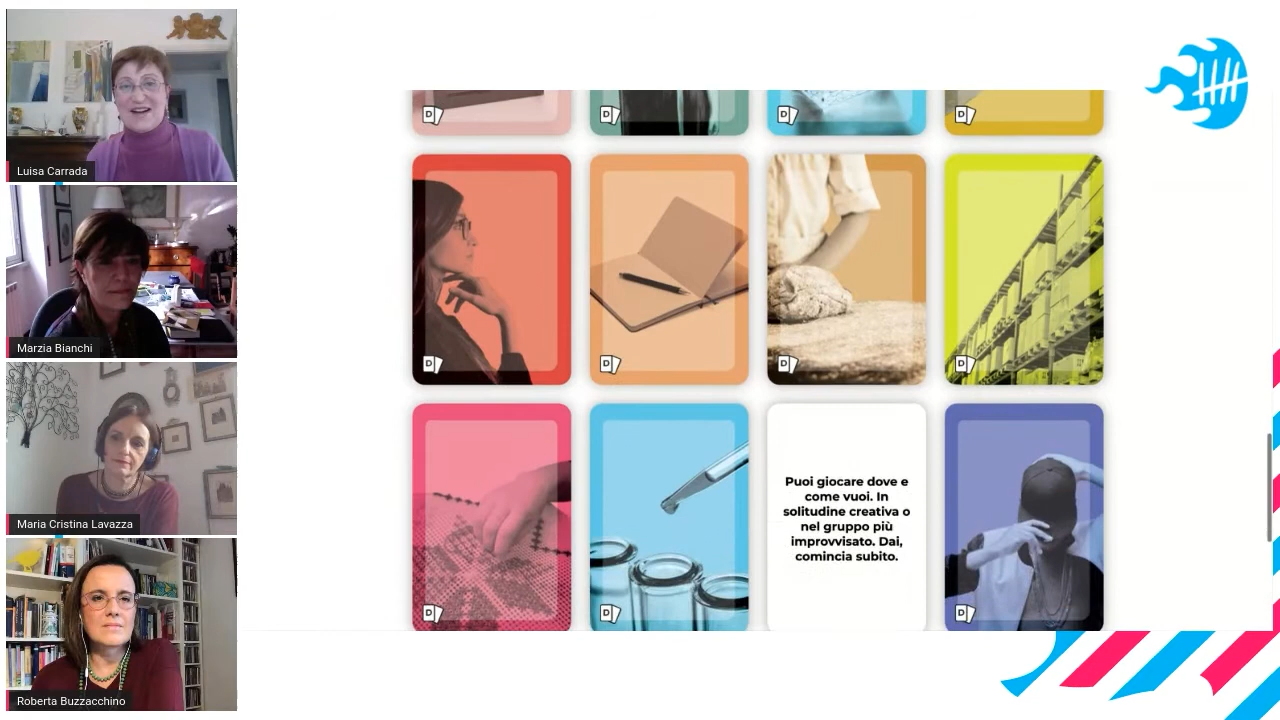 Luisa Carrada
Marzia Bianchi
Maria Cristina Lavazza
Roberta Buzzacchino
D
D
D
D
D
D
D
D
D
D
Puoi giocare dove e
come vuoi. In
solitudine creativa o
nel gruppo più
improvvisato. Dai,
comincia subito.
D